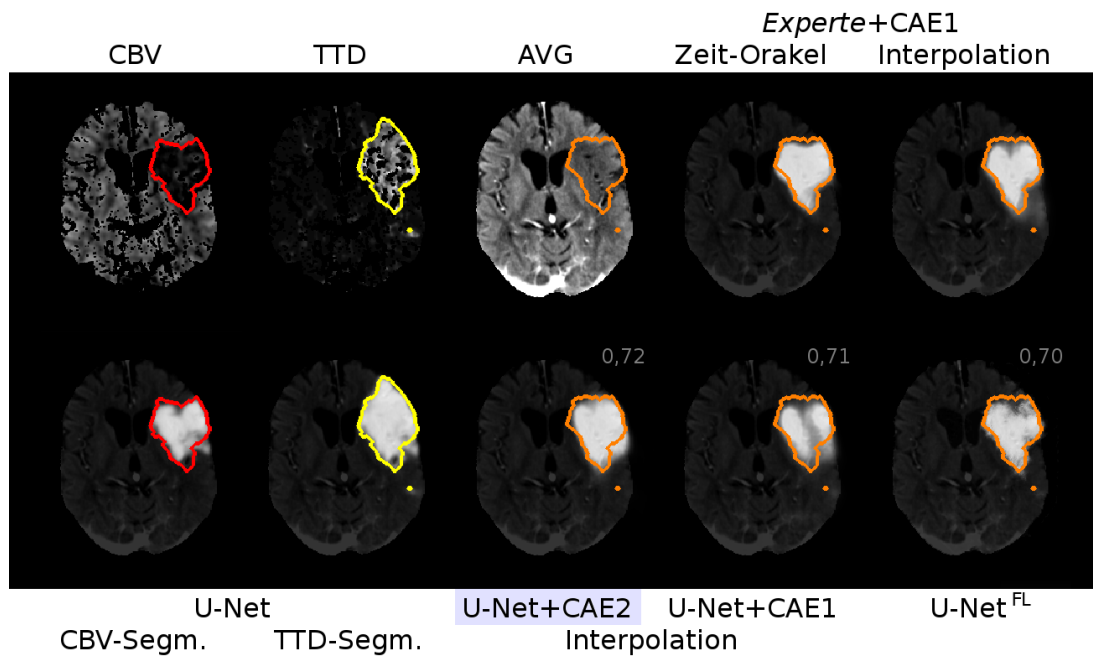 Experte+CAE1
CBV TTD AVG Zeit-Orakel Interpolation
0,72 0,71 0,70
U-Net U-Net+CAE2 U-Net+CAE1 U-Net FL
CBV-Segm. TTD-Segm. Interpolation